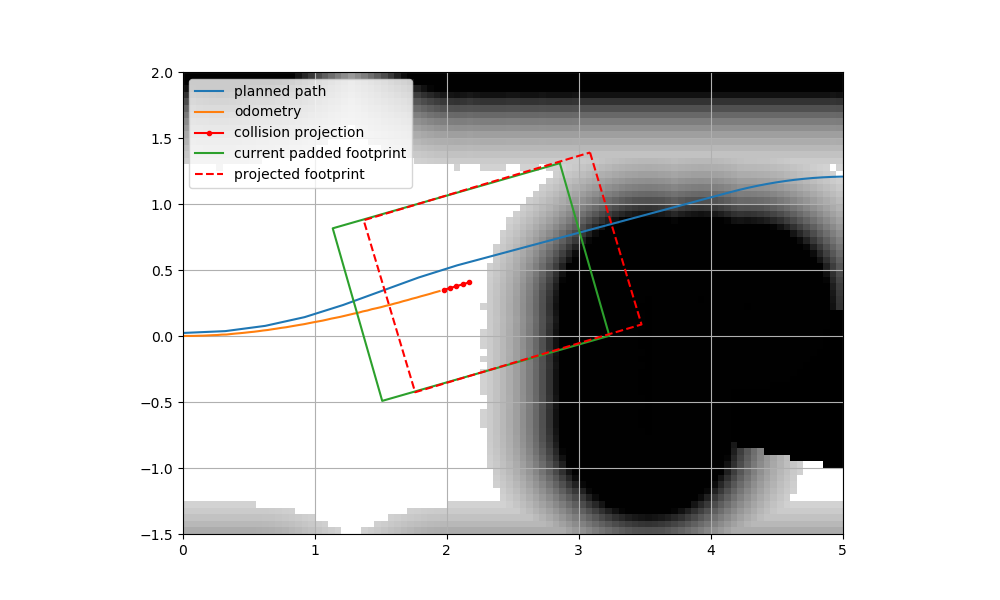 planned path
odometry
collision projection
current padded footprint
projected footprint
2.0
1.5
1.0
0.5
0.0
−0.5
−1.0
−1.5
0 1 2 3 4 5